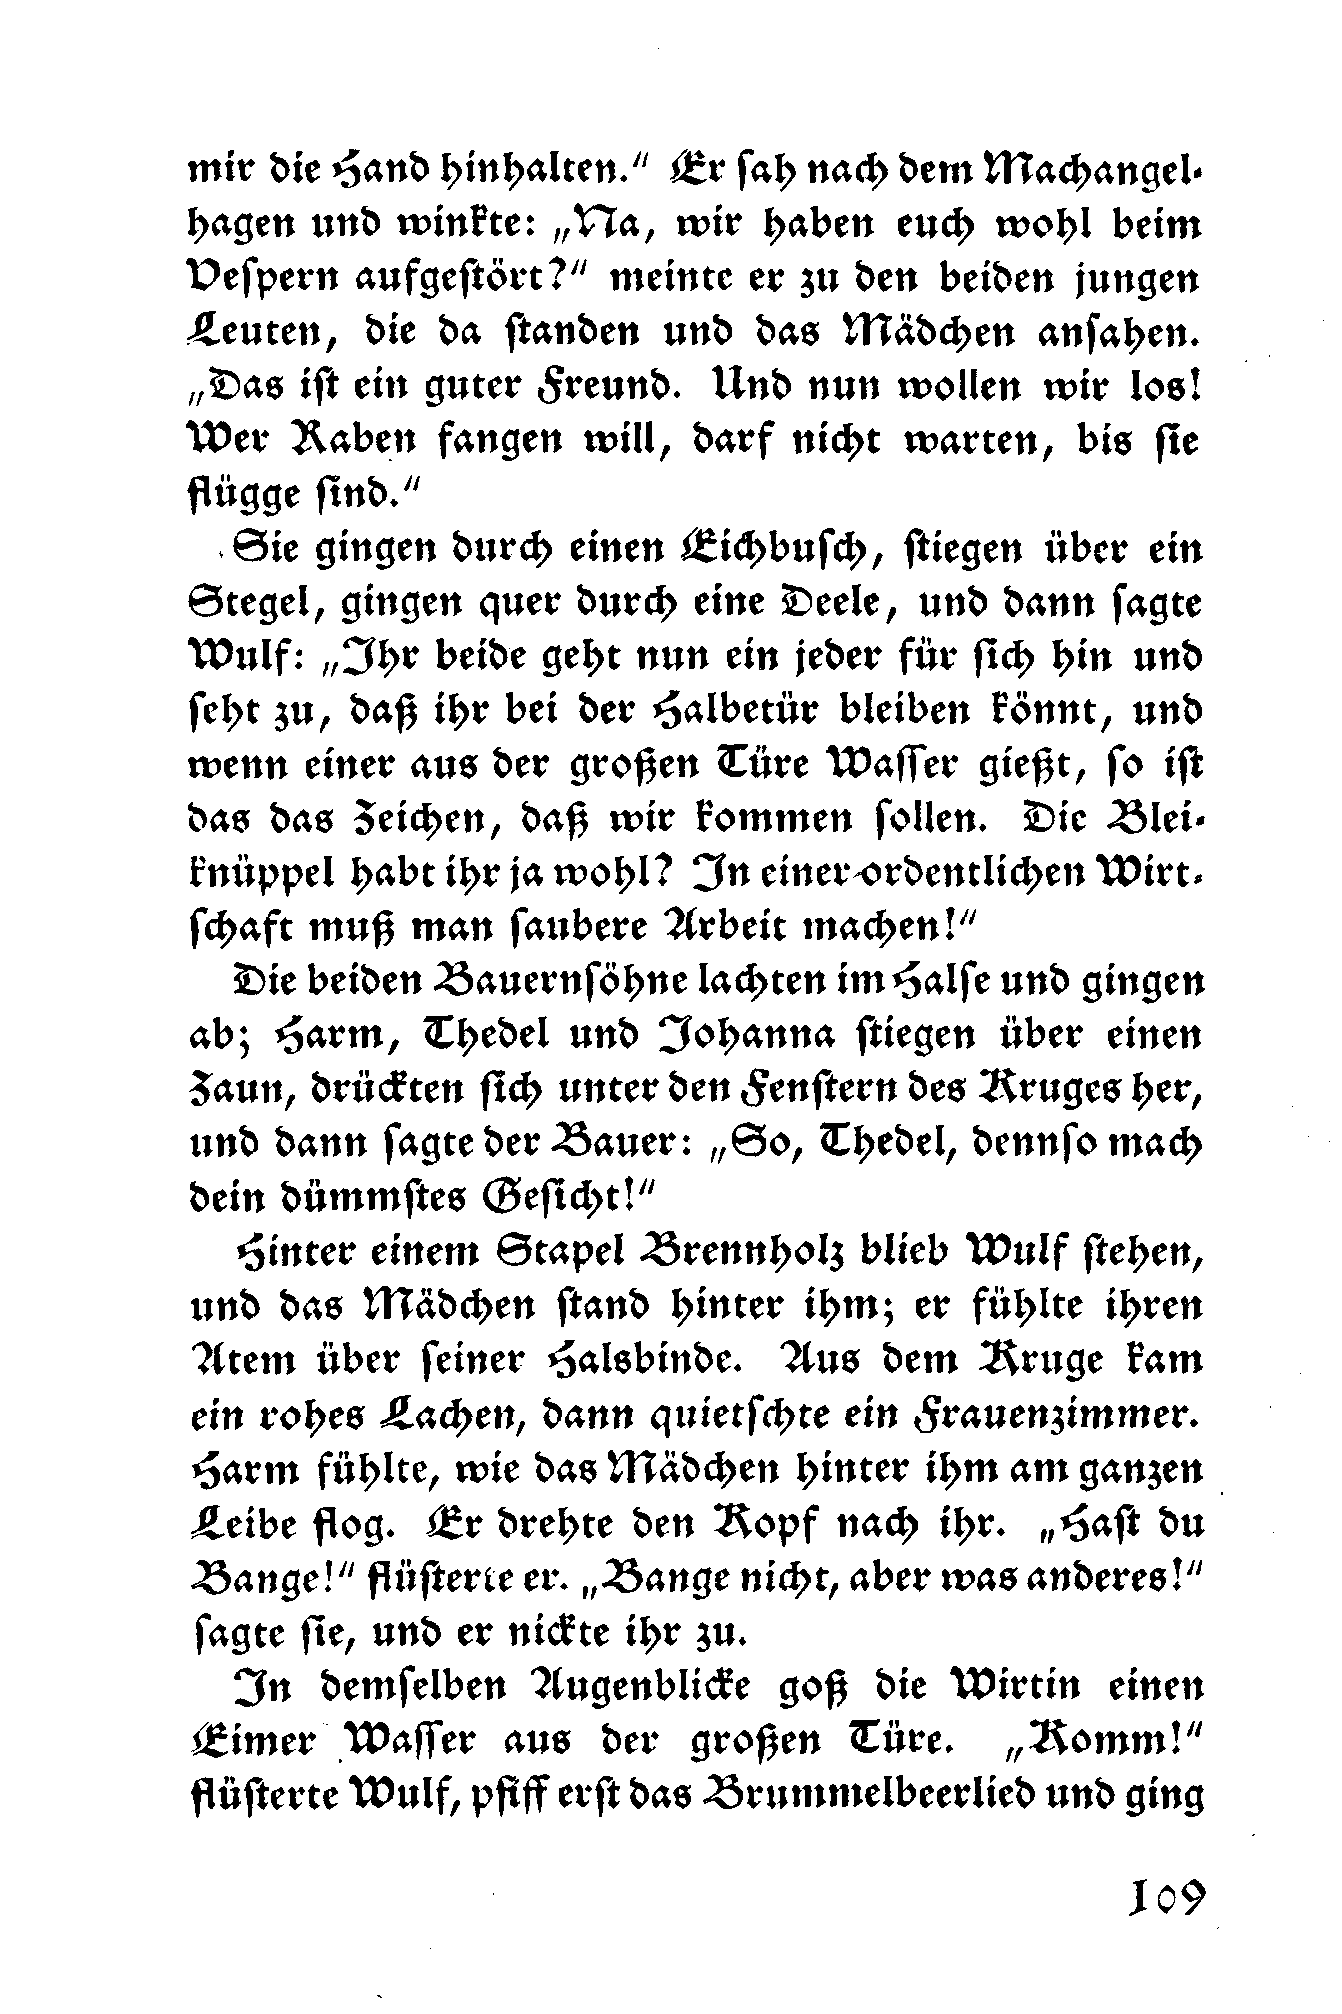 mir die Hand hinhalten.“ Er sah nach dem Machangel-
hagen und winkte: „Na, wir haben euch wohl beim
Vespern aufgestört?“ meinte er zu den beiden jungen
Leuten, die da standen und das Mädchen ansahen.
„Das ist ein guter Freund. Und nun wollen wir los!
Wer Raben fangen will, darf nicht warten, bis sie
flügge sind.“
Sie gingen durch einen Eichbusch, stiegen über ein
Stegel, gingen quer durch eine Deele, und dann sagte
Wulf: „Ihr beide geht nun ein jeder für sich hin und
seht zu, daß ihr bei der Halbetür bleiben könnt, und
wenn einer aus der großen Türe Wasser gießt, so ist
das das Zeichen, daß wir kommen sollen. Die Blei-
knüppel habt ihr ja wohl? In einer ordentlichen Wirt-
schaft muß man saubere Arbeit machen!“
Die beiden Bauernsöhne lachten im Halse und gingen
ab; Harm, Thedel und Johanna stiegen über einen
Zaun, drückten sich unter den Fenstern des Kruges her,
und dann sagte der Bauer: „So, Thedel, dennso mach
dein dümmstes Gesicht!“
Hinter einem Stapel Brennholz blieb Wulf stehen,
und das Mädchen stand hinter ihm; er fühlte ihren
Atem über seiner Halsbinde. Aus dem Kruge kam
ein rohes Lachen, dann quietschte ein Frauenzimmer.
Harm fühlte, wie das Mädchen hinter ihm am ganzen
Leibe flog. Er drehte den Kopf nach ihr. „Hast du
Bange!“ flüsterte er. „Bange nicht, aber was anderes!“
sagte sie, und er nickte ihr zu.
In demselben Augenblicke goß die Wirtin einen
Eimer Wasser aus der großen Türe. „Komm!“
flüsterte Wulf, pfiff erst das Brummelbeerlied und ging
109